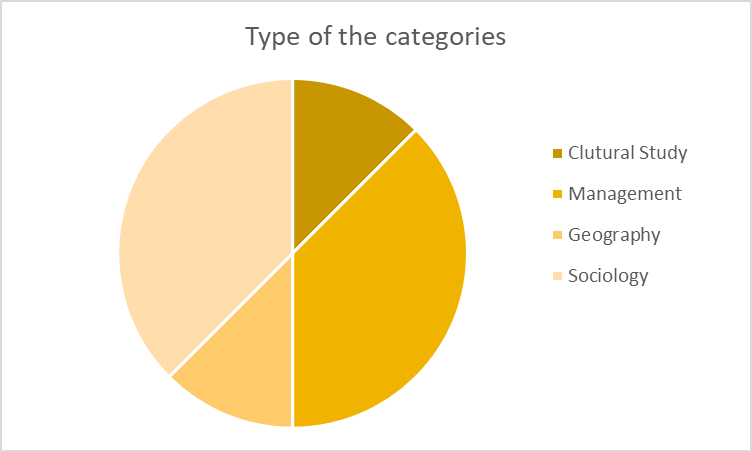 Type of the categories
Clutural Study
Management
Geography
Sociology